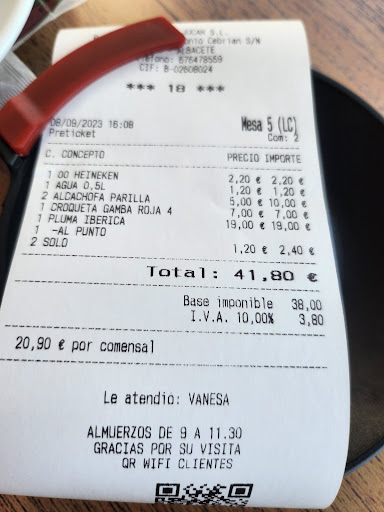 JUCAR S.L.
onio Cebrian S/N
ALBACETE
Telefono: 676478559
CIF: B-02608024
*** 18 ***
08/09/2023 16:08 Mesa 5 (LC)
Preticket Com: 2
C. CONCEPTO PRECIO IMPORTE
1 00 HEINEKEN 2,20 € 2,20 €
1 AGUA 0,5L 1,20 € 1,20 €
2 ALCACHOFA PARILLA 5,00 € 10,00 €
1 CROQUETA GAMBA ROJA 4 7,00 € 7,00 €
1 PLUMA IBERICA 19,00 € 19,00 €
1 -AL PUNTO
2 SOLO 1,20 € 2,40 €
Total: 41,80 €
Base imponible 38,00
I.V.A. 10,00% 3,80
20,90 € por comensal
Le atendio: VANESA
ALMUERZOS DE 9 A 11.30
GRACIAS POR SU VISITA
QR WIFI CLIENTES